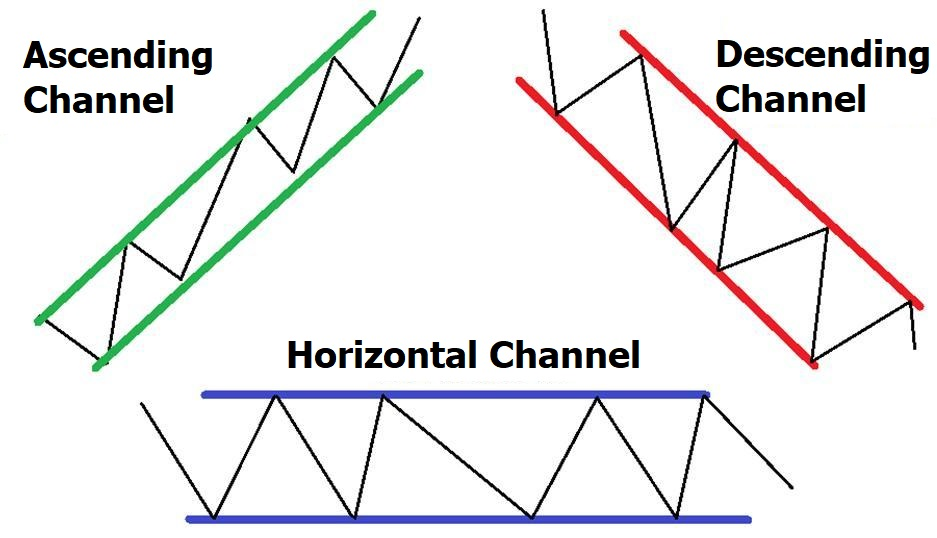 Ascending
Channel
Descending
Channel
Horizontal Channel